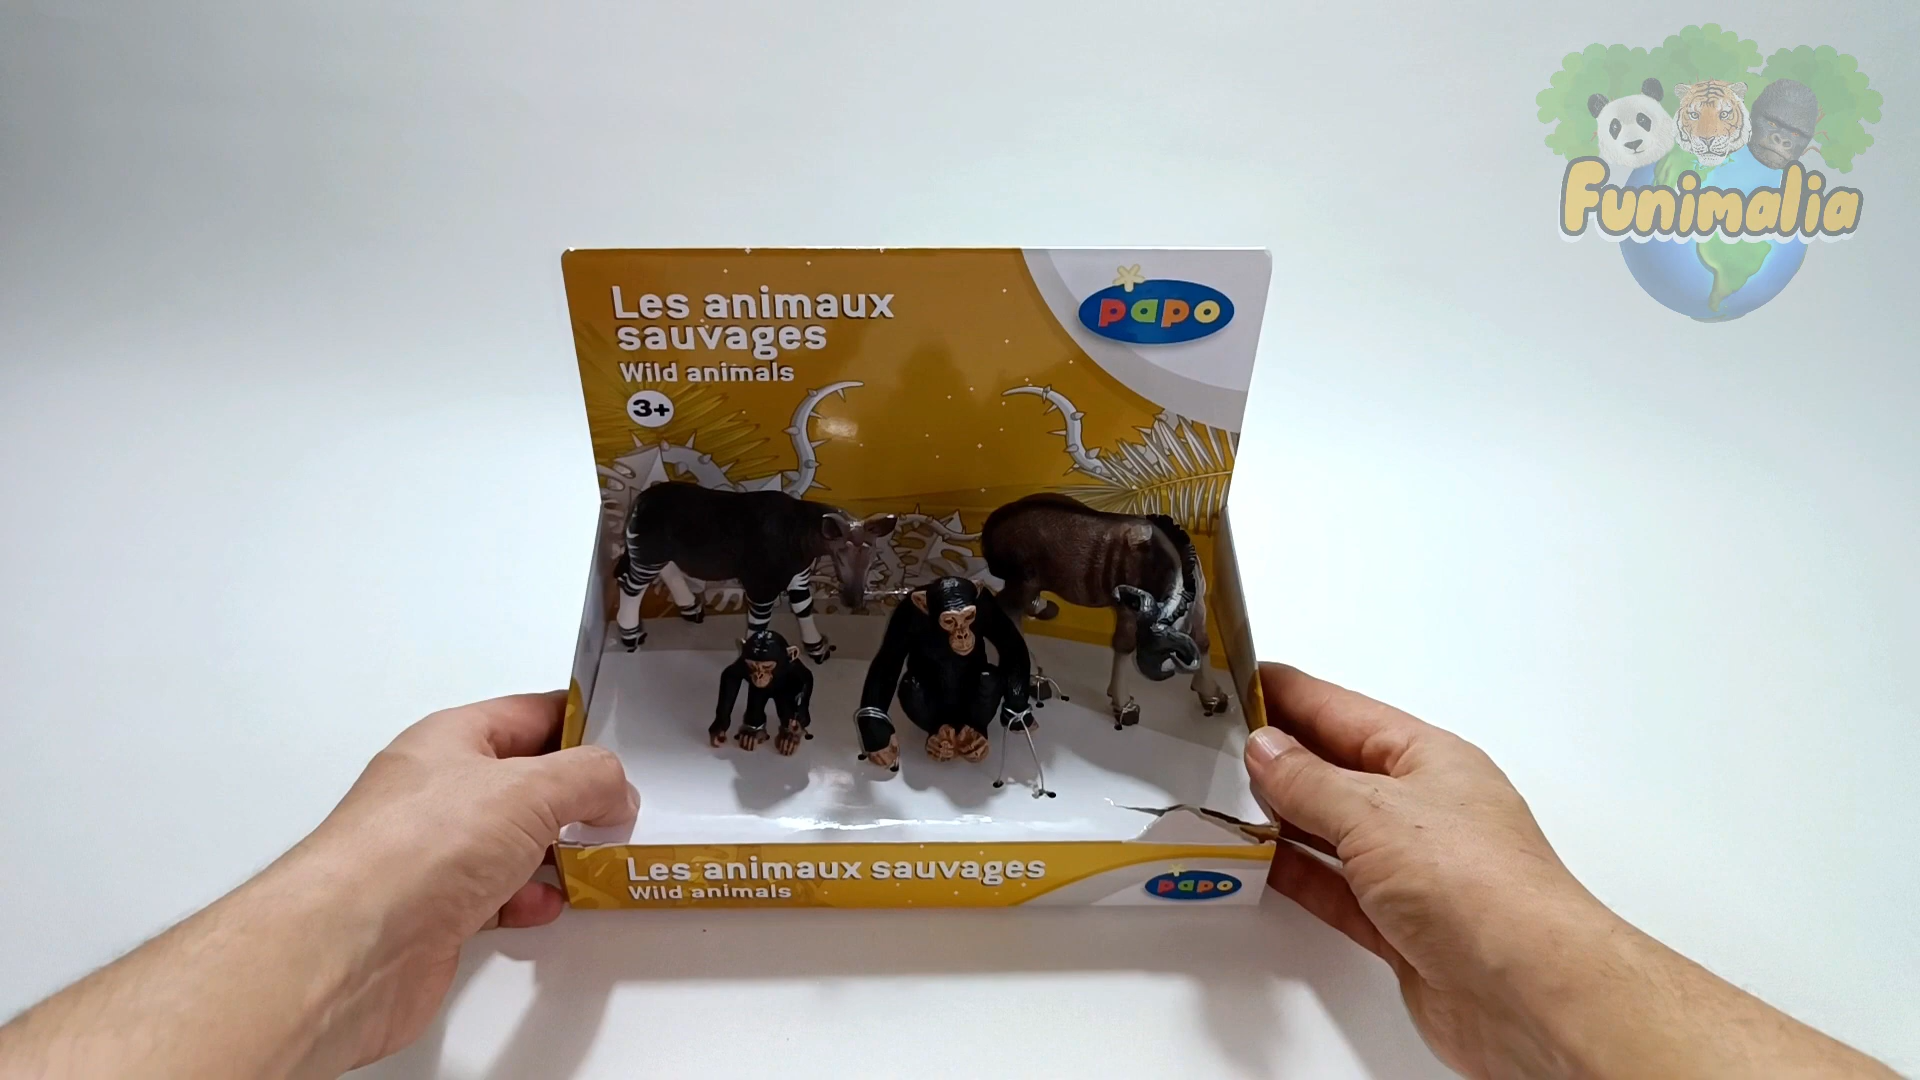 Funimalia
Les animaux
sauvages
Wild animals
3+
papo
Les animaux sauvages
Wild animals
papo